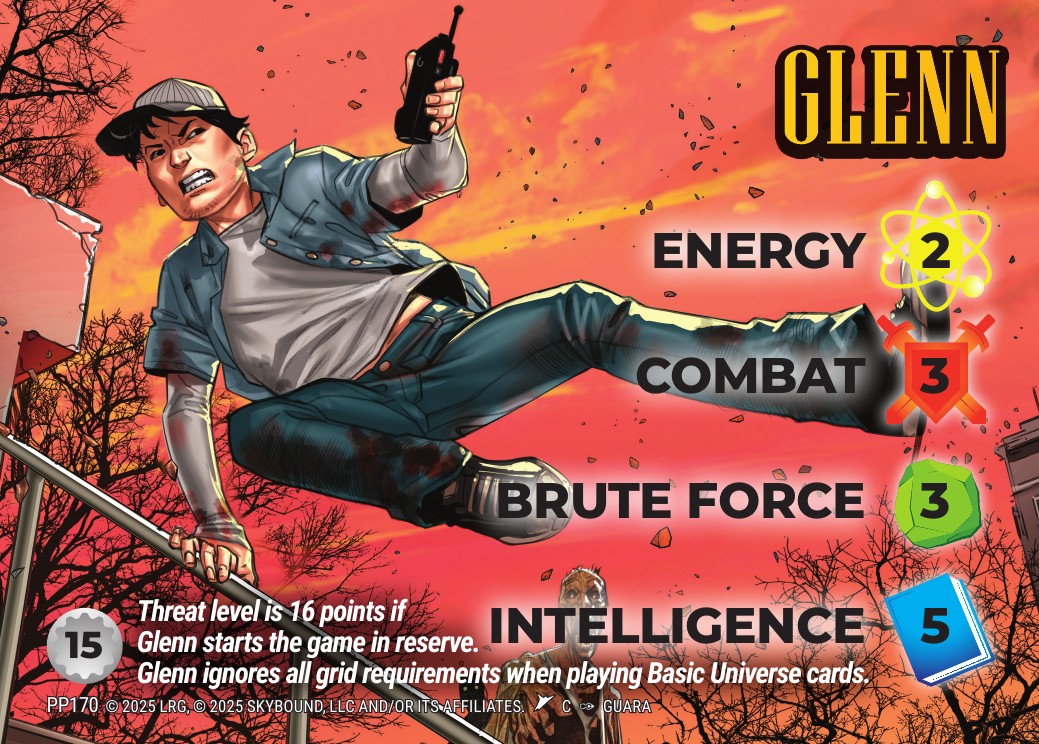 GLENN
ENERGY 2
COMBAT 3
BRUTE FORCE 3
INTELLIGENCE 5
15
Threat level is 16 points if
Glenn starts the game in reserve.
Glenn ignores all grid requirements when playing Basic Universe cards.
PP170 © 2025 LRG, © 2025 SKYBOUND, LLC AND/OR ITS AFFILIATES. C GUARA